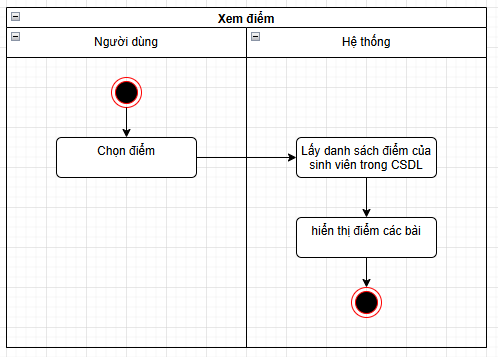 Xem điểm
Người dùng
Hệ thống
Chọn điểm
Lấy danh sách điểm của
sinh viên trong CSDL
hiển thị điểm các bài